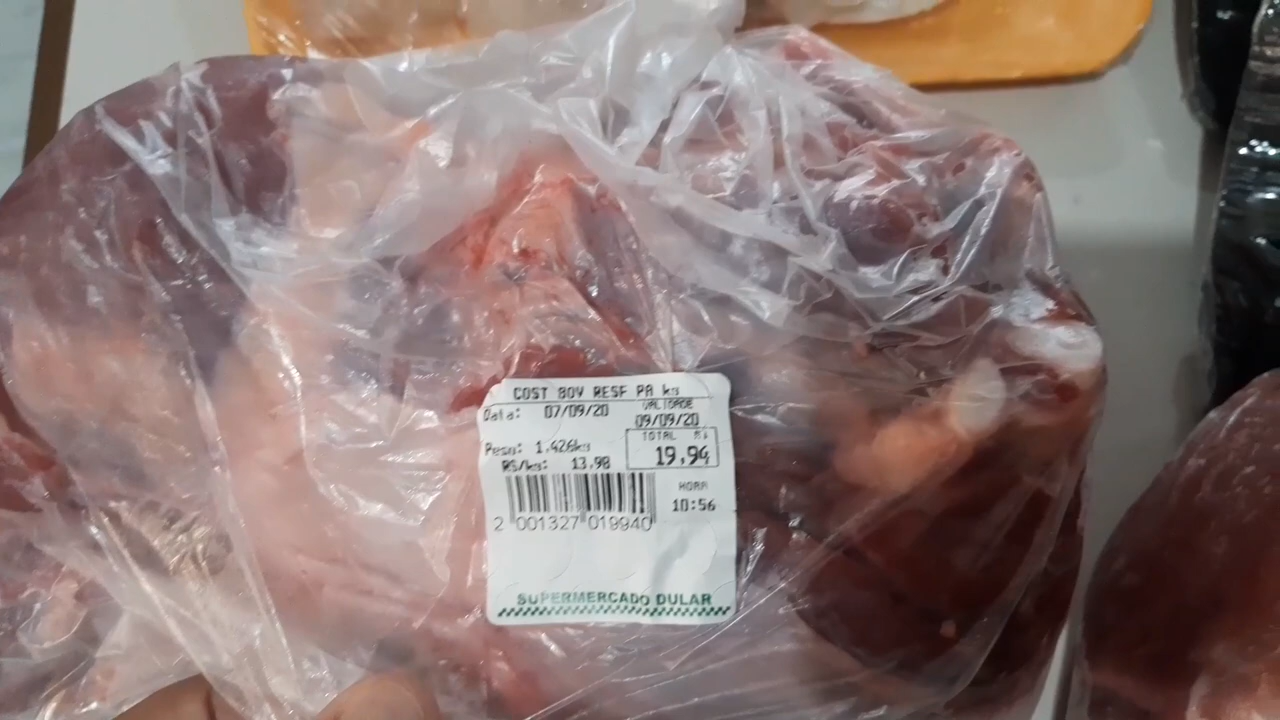 COST BOV RESF PA kg
Data: 07/09/20
VALIDADE
09/09/20
Peso: 1.426kg
TOTAL R$
19,94
R$/kg: 13,98
HORA
10:56
2 001327 019940
SUPERMERCADO DULAR